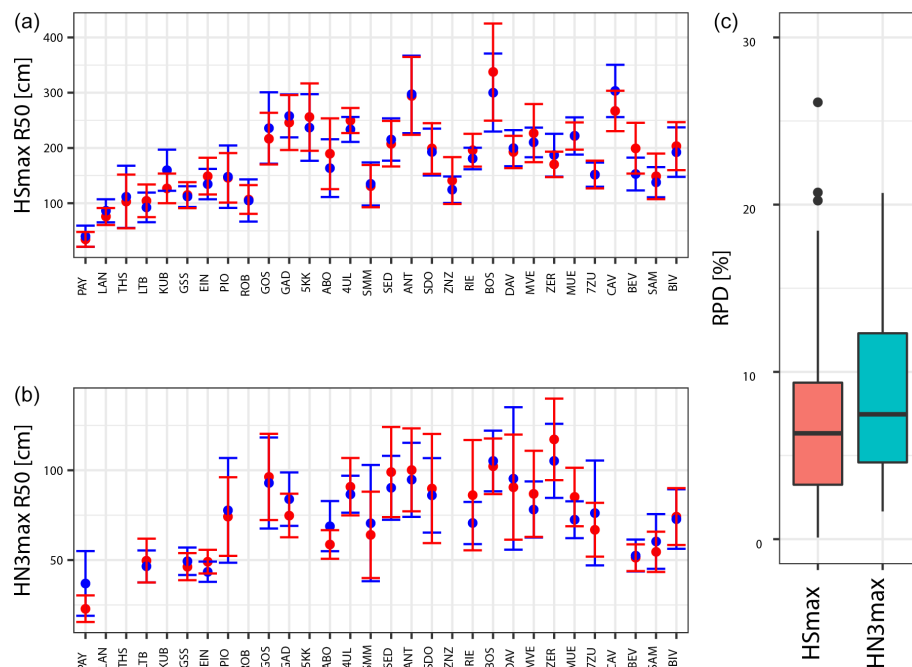 (a)
HSmax R50 [cm]
400
300
200
100
PAY LAN THS LTB KUB GSS EIN PIO ROB GOS GAD 5KK ABO 4UL SMM SED ANT SDO ZNZ RIE BOS DAV MVE ZER MUE 7ZU CAV BEV SAM BIV
(b)
HN3max R50 [cm]
100
50
PAY LAN THS LTB KUB GSS EIN PIO ROB GOS GAD 5KK ABO 4UL SMM SED ANT SDO ZNZ RIE BOS DAV MVE ZER MUE 7ZU CAV BEV SAM BIV
(c)
RPD [%]
30
20
10
0
HSmax
HN3max